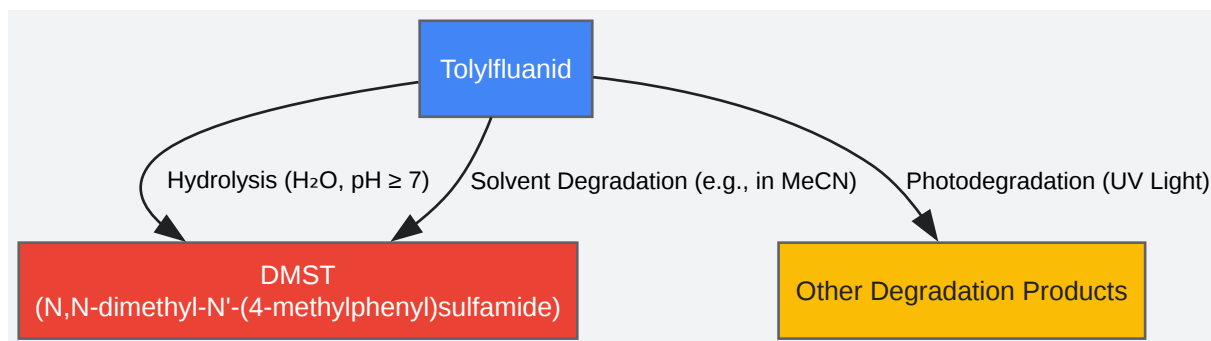 Tolylfluanid
Hydrolysis (H₂O, pH ≥ 7)
Solvent Degradation (e.g., in MeCN)
Photodegradation (UV Light)
DMST
(N,N-dimethyl-N'-(4-methylphenyl)sulfamide)
Other Degradation Products